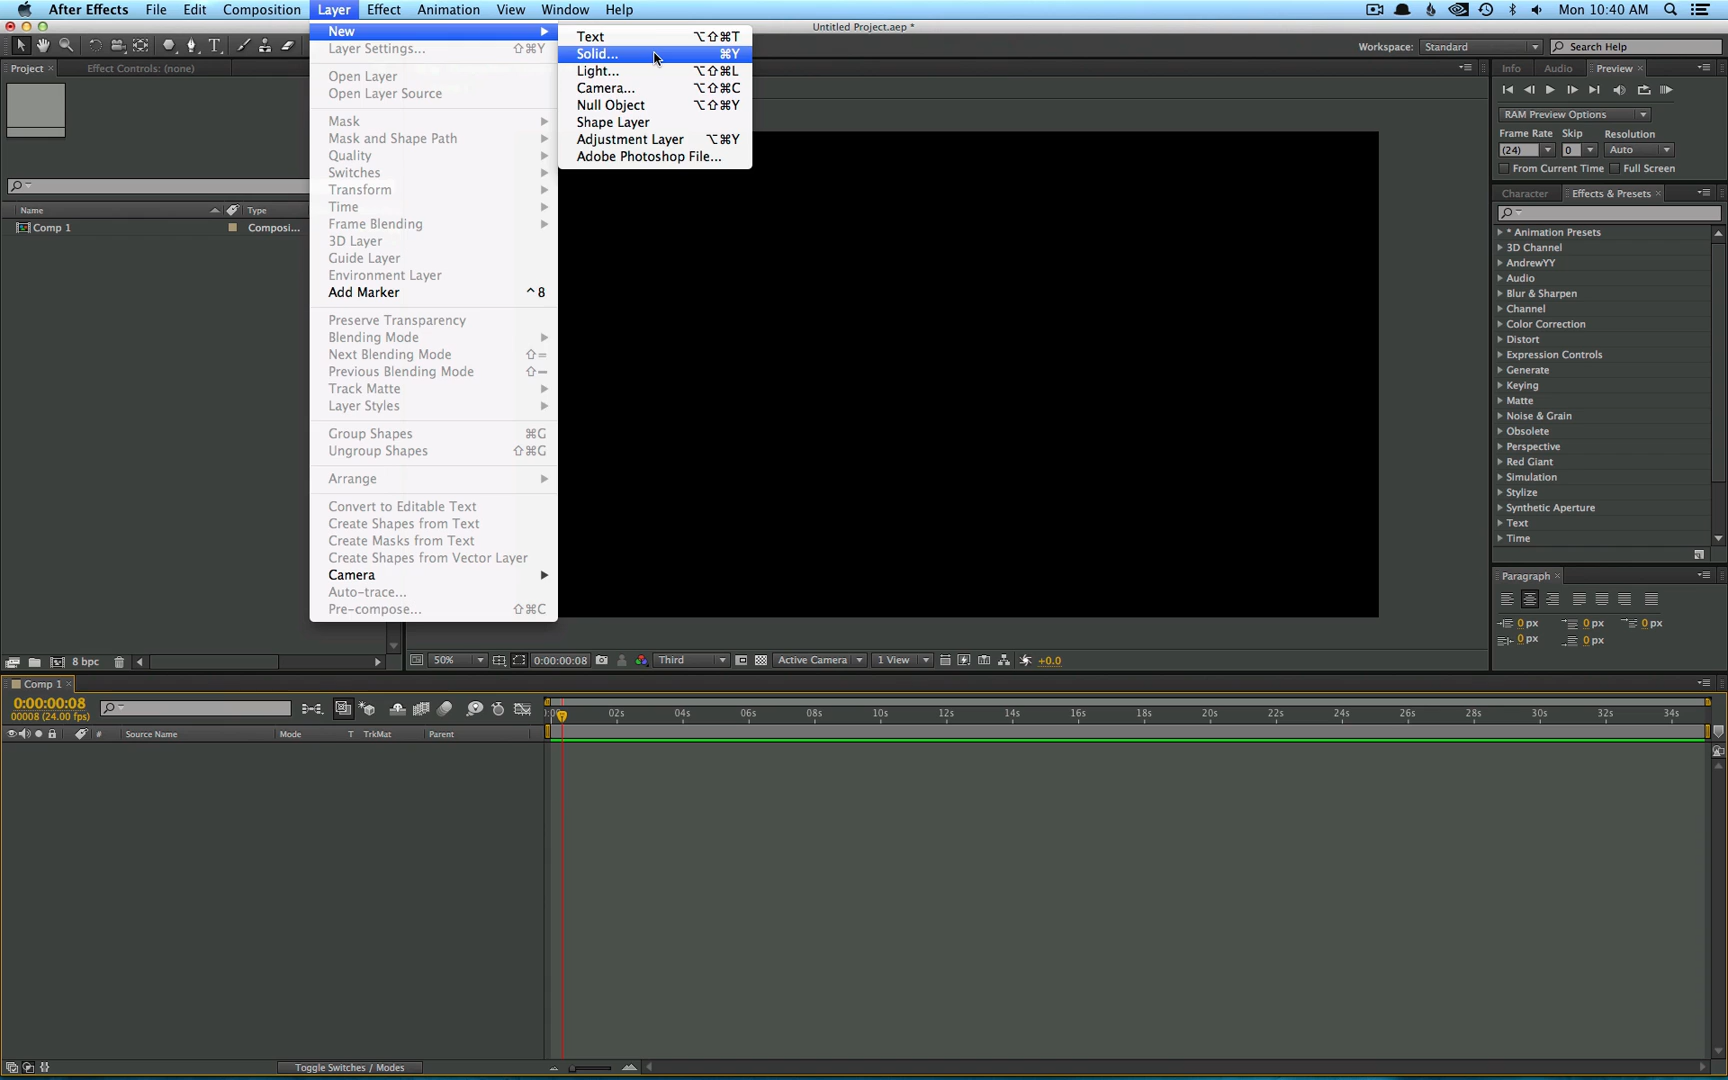 After Effects File Edit Composition Layer Effect Animation View Window Help Mon 10:40 AM
Untitled Project.aep *
Workspace: Standard Search Help
Project Effect Controls: (none)
Name Type
Comp 1 Composi...
New
Layer Settings... ⇧⌘Y
Open Layer
Open Layer Source
Mask
Mask and Shape Path
Quality
Switches
Transform
Time
Frame Blending
3D Layer
Guide Layer
Environment Layer
Add Marker ^8
Preserve Transparency
Blending Mode
Next Blending Mode ⇧=
Previous Blending Mode ⇧−
Track Matte
Layer Styles
Group Shapes ⌘G
Ungroup Shapes ⇧⌘G
Arrange
Convert to Editable Text
Create Shapes from Text
Create Masks from Text
Create Shapes from Vector Layer
Camera
Auto-trace...
Pre-compose... ⇧⌘C
Text ⌥⇧⌘T
Solid... ⌘Y
Light... ⌥⇧⌘L
Camera... ⌥⇧⌘C
Null Object ⌥⇧⌘Y
Shape Layer
Adjustment Layer ⌥⌘Y
Adobe Photoshop File...
Info Audio Preview
RAM Preview Options
Frame Rate Skip Resolution
(24) 0 Auto
From Current Time Full Screen
Character Effects & Presets
* Animation Presets
3D Channel
AndrewYY
Audio
Blur & Sharpen
Channel
Color Correction
Distort
Expression Controls
Generate
Keying
Matte
Noise & Grain
Obsolete
Perspective
Red Giant
Simulation
Stylize
Synthetic Aperture
Text
Time
Paragraph
0 px 0 px 0 px
0 px 0 px
8 bpc 50% 0:00:00:08 Third Active Camera 1 View +0.0
Comp 1
0:00:00:08
00008 (24.00 fps)
02s 04s 06s 08s 10s 12s 14s 16s 18s 20s 22s 24s 26s 28s 30s 32s 34s
# Source Name Mode T TrkMat Parent
Toggle Switches / Modes